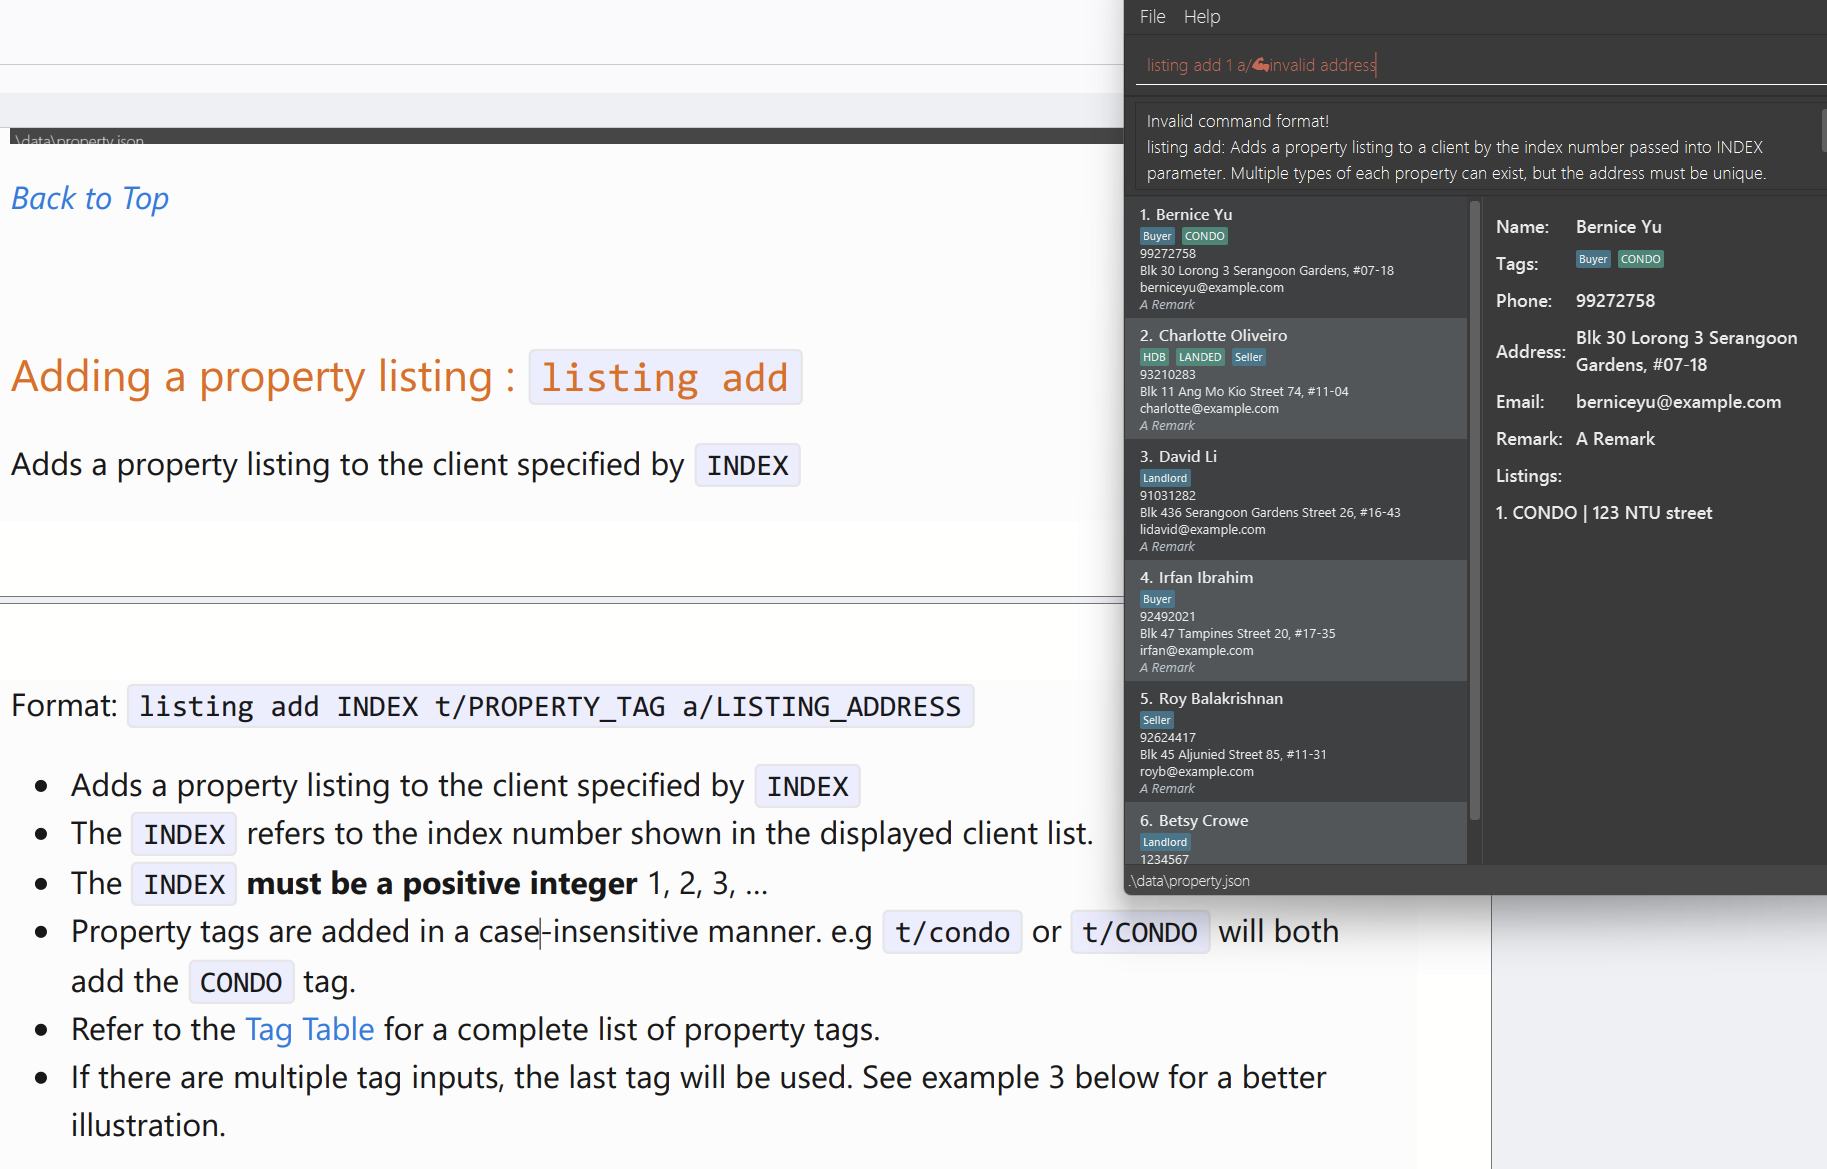 .\data\property.json
Back to Top
Adding a property listing : listing add
Adds a property listing to the client specified by INDEX
Format: listing add INDEX t/PROPERTY_TAG a/LISTING_ADDRESS
Adds a property listing to the client specified by INDEX
The INDEX refers to the index number shown in the displayed client list.
The INDEX must be a positive integer 1, 2, 3, …
Property tags are added in a case-insensitive manner. e.g t/condo or t/CONDO will both
add the CONDO tag.
Refer to the Tag Table for a complete list of property tags.
If there are multiple tag inputs, the last tag will be used. See example 3 below for a better
illustration.
File Help
listing add 1 a/💪invalid address
Invalid command format!
listing add: Adds a property listing to a client by the index number passed into INDEX
parameter. Multiple types of each property can exist, but the address must be unique.
1. Bernice Yu
Buyer CONDO
99272758
Blk 30 Lorong 3 Serangoon Gardens, #07-18
berniceyu@example.com
A Remark
2. Charlotte Oliveiro
HDB LANDED Seller
93210283
Blk 11 Ang Mo Kio Street 74, #11-04
charlotte@example.com
A Remark
3. David Li
Landlord
91031282
Blk 436 Serangoon Gardens Street 26, #16-43
lidavid@example.com
A Remark
4. Irfan Ibrahim
Buyer
92492021
Blk 47 Tampines Street 20, #17-35
irfan@example.com
A Remark
5. Roy Balakrishnan
Seller
92624417
Blk 45 Aljunied Street 85, #11-31
royb@example.com
A Remark
6. Betsy Crowe
Landlord
1234567
Name: Bernice Yu
Tags: Buyer CONDO
Phone: 99272758
Address: Blk 30 Lorong 3 Serangoon
Gardens, #07-18
Email: berniceyu@example.com
Remark: A Remark
Listings:
1. CONDO | 123 NTU street
.\data\property.json